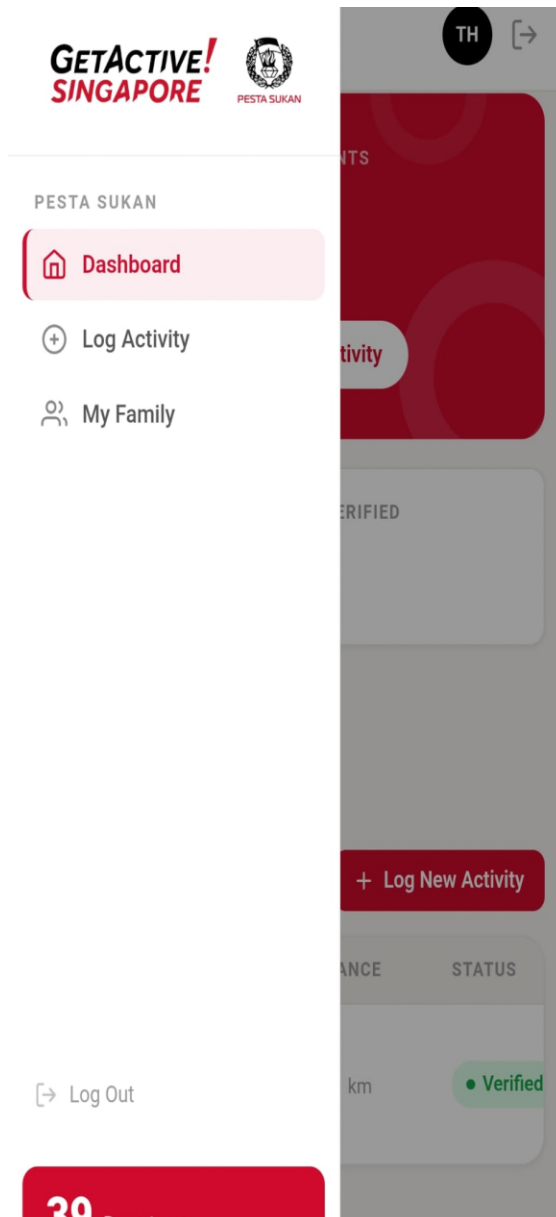 GETACTIVE!
SINGAPORE
PESTA SUKAN
TH
PESTA SUKAN
Dashboard
Log Activity
tivity
My Family
ERIFIED
+ Log New Activity
ANCE STATUS
km Verified
Log Out
39